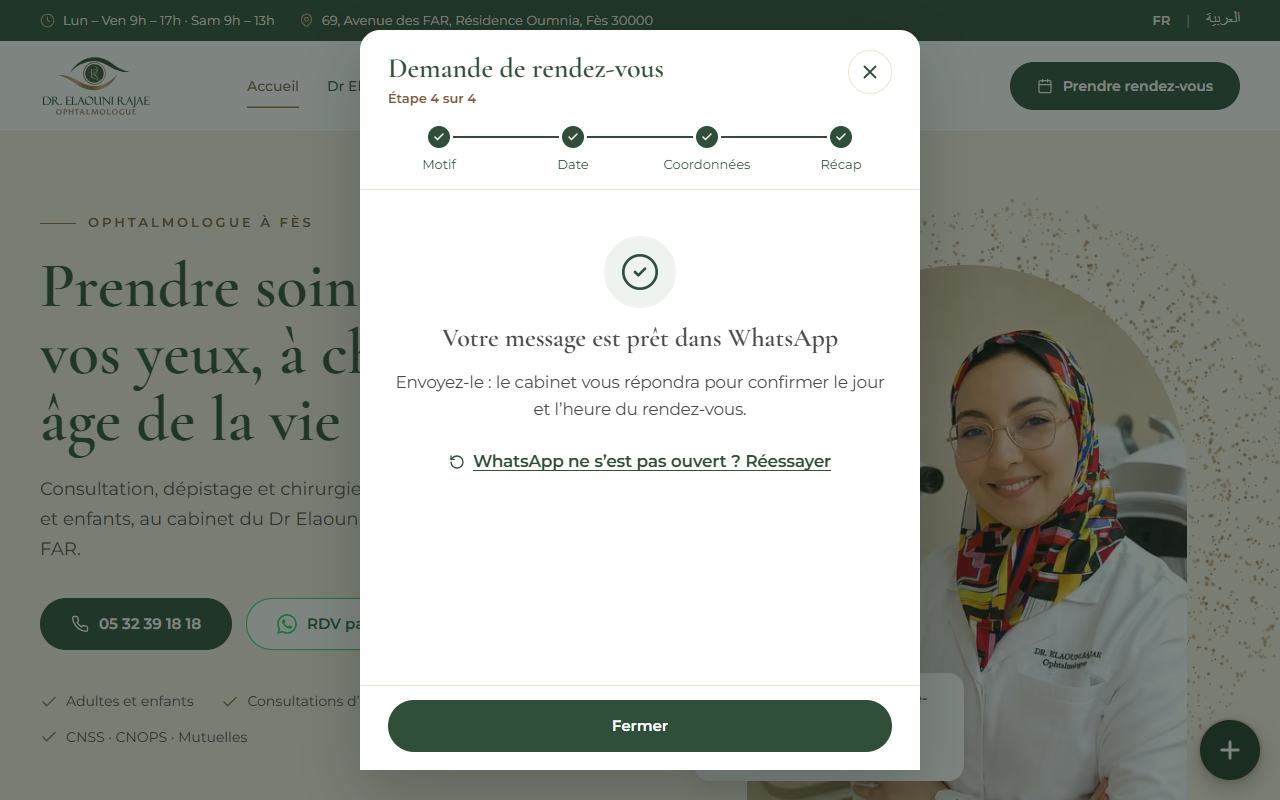 Lun – Ven 9h – 17h · Sam 9h – 13h
69, Avenue des FAR, Résidence Oumnia, Fès 30000
FR | العربية
DR. ELAOUNI RAJAE
OPHTALMOLOGUE
Accueil
Dr El
Prendre rendez-vous
Demande de rendez-vous
Étape 4 sur 4
Motif
Date
Coordonnées
Récap
OPHTALMOLOGUE À FÈS
Prendre soin
vos yeux, à ch
âge de la vie
Consultation, dépistage et chirurgie
et enfants, au cabinet du Dr Elaoun
FAR.
05 32 39 18 18
RDV pa
Adultes et enfants
Consultations d'
CNSS · CNOPS · Mutuelles
Votre message est prêt dans WhatsApp
Envoyez-le : le cabinet vous répondra pour confirmer le jour
et l’heure du rendez-vous.
WhatsApp ne s’est pas ouvert ? Réessayer
Fermer
DR. ELAOUNI RAJAE
Ophtalmologue